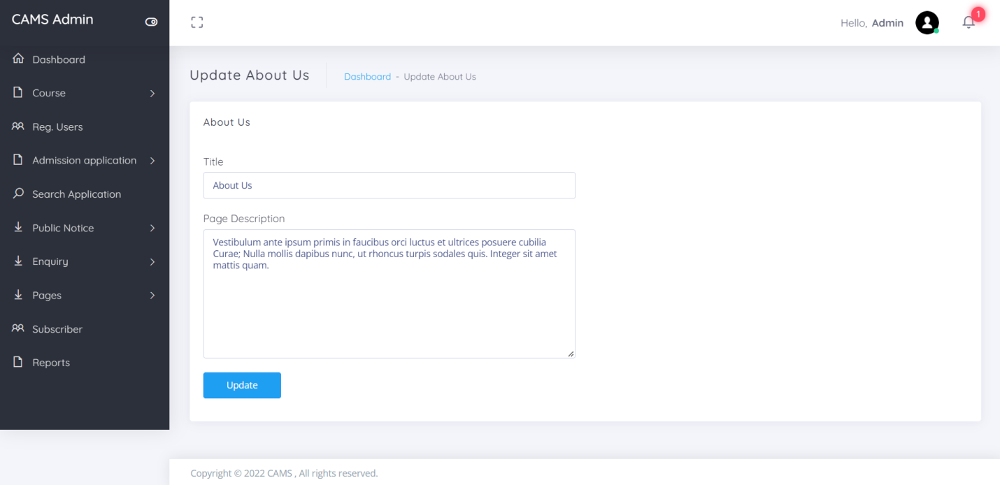 CAMS Admin
Hello, Admin
1
Dashboard
Course
Reg. Users
Admission application
Search Application
Public Notice
Enquiry
Pages
Subscriber
Reports
Update About Us
Dashboard - Update About Us
About Us
Title
About Us
Page Description
Vestibulum ante ipsum primis in faucibus orci luctus et ultrices posuere cubilia
Curae; Nulla mollis dapibus nunc, ut rhoncus turpis sodales quis. Integer sit amet
mattis quam.
Update
Copyright © 2022 CAMS , All rights reserved.